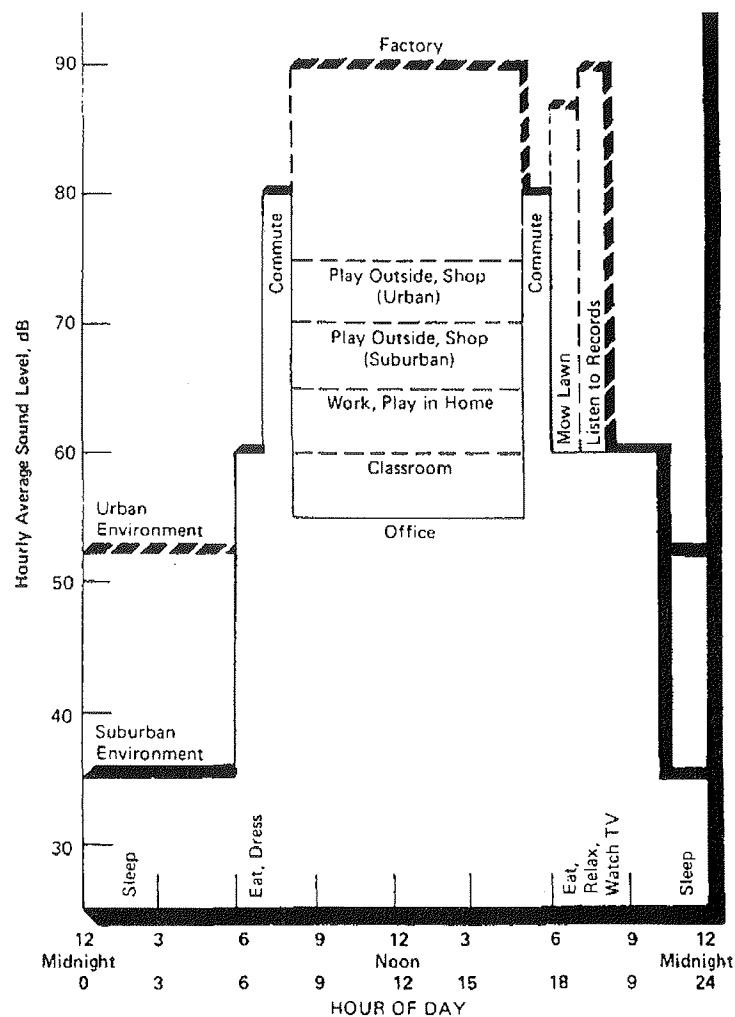 Factory
90
80
Commute
Commute
Play Outside, Shop
(Urban)
70
Play Outside, Shop
(Suburban)
Mow Lawn
Listen to Records
Work, Play in Home
60
Classroom
Urban
Environment
Office
50
Hourly Average Sound Level, dB
40
Suburban
Environment
30
Sleep
Eat, Dress
Eat,
Relax,
Watch TV
Sleep
12 3 6 9 12 3 6 9 12
Midnight Noon Midnight
0 3 6 9 12 15 18 9 24
HOUR OF DAY